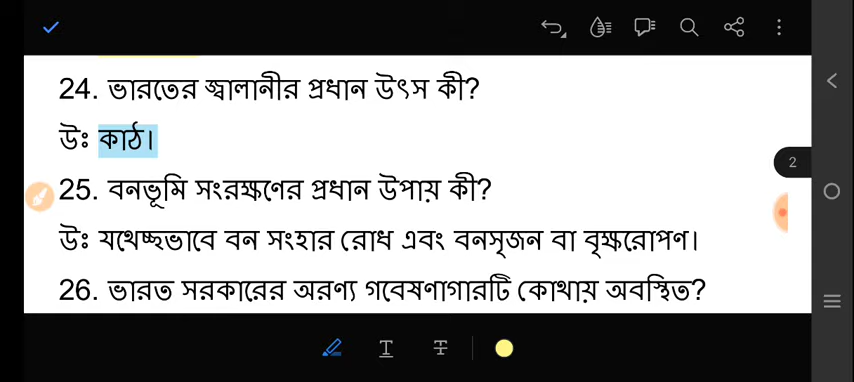 24. ভারতের জ্বালানীর প্রধান উৎস কী?
উঃ কাঠ।
2
25. বনভূমি সংরক্ষণের প্রধান উপায় কী?
উঃ যথেচ্ছভাবে বন সংহার রোধ এবং বনসৃজন বা বৃক্ষরোপণ।
26. ভারত সরকারের অরণ্য গবেষণাগারটি কোথায় অবস্থিত?